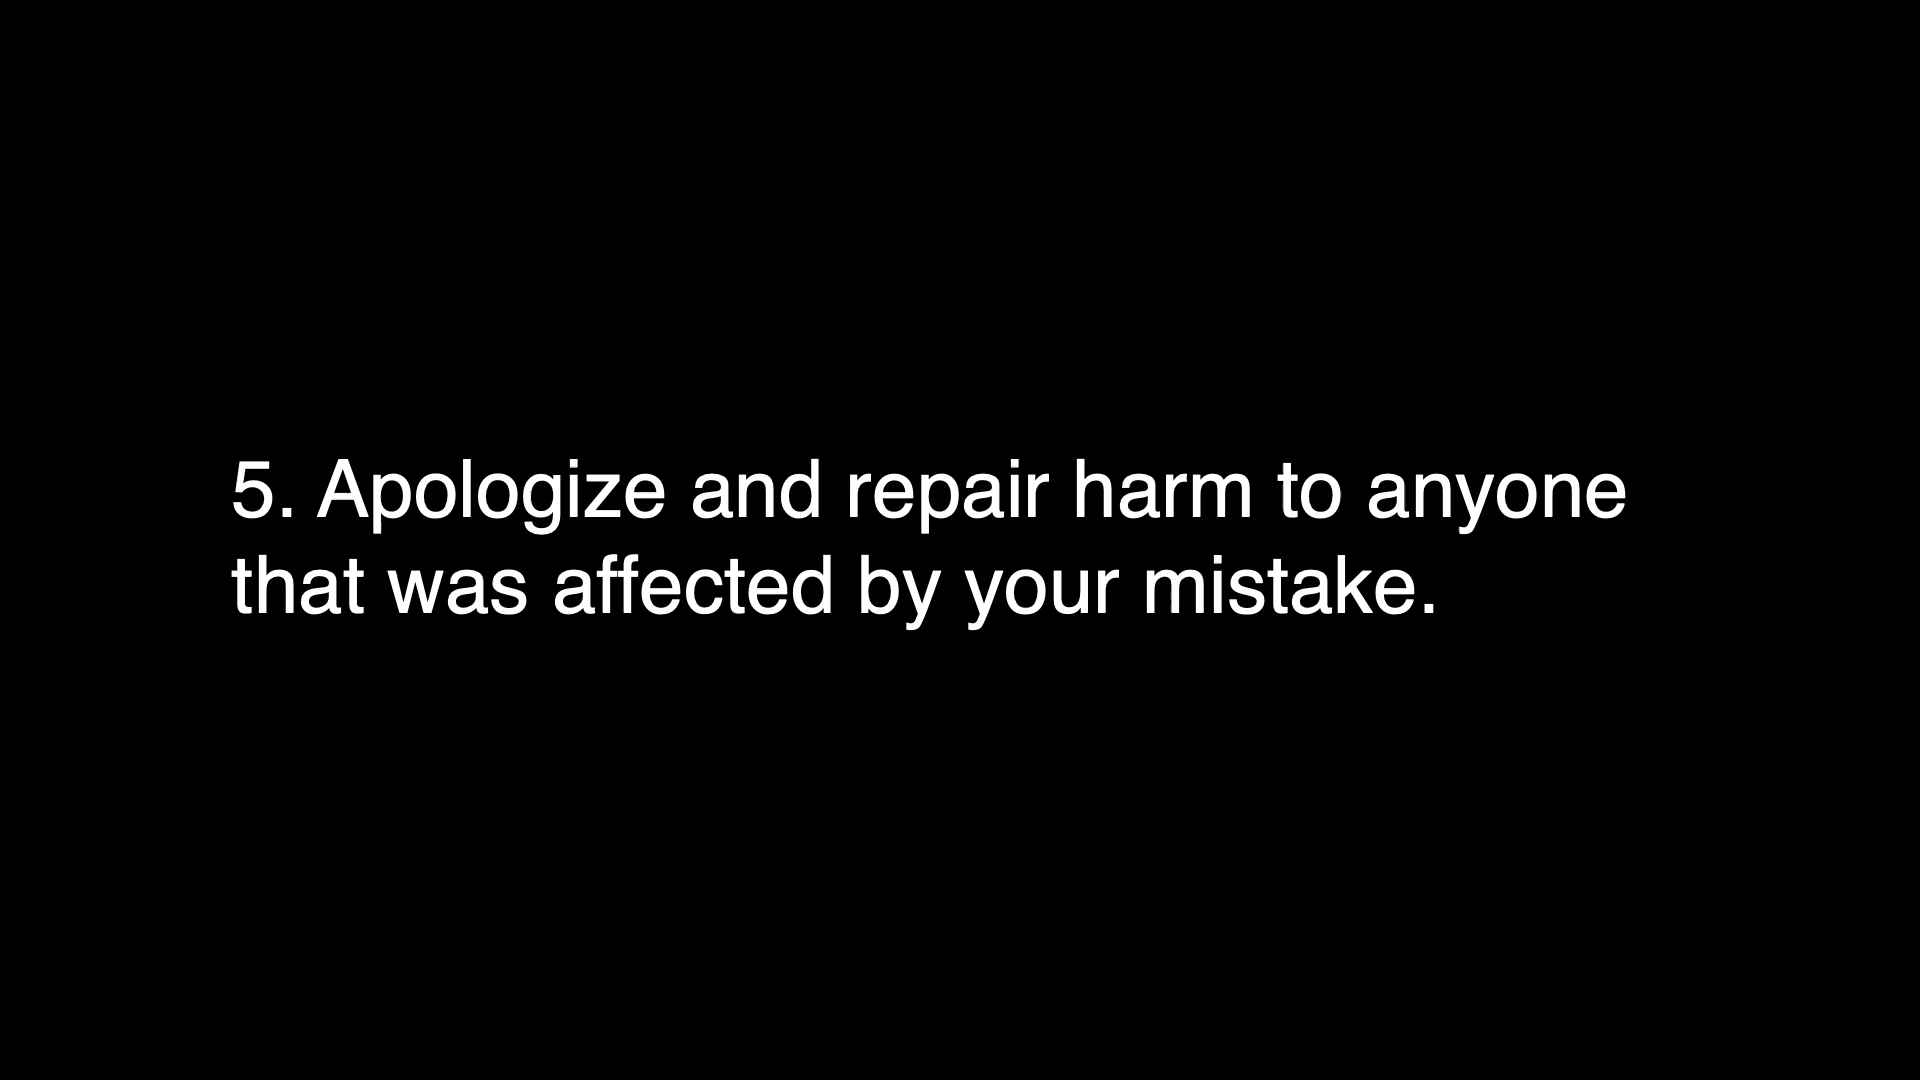 5. Apologize and repair harm to anyone
that was affected by your mistake.